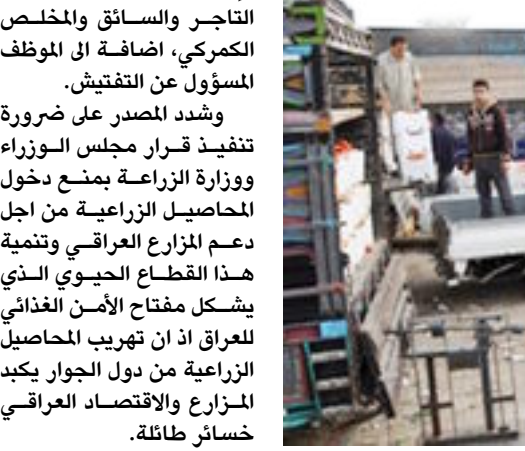 التاجر والسائق والمخلص
الكمركي، اضافة الى الموظف
المسؤول عن التفتيش.
وشدد المصدر على ضرورة
تنفيذ قرار مجلس الوزراء
ووزارة الزراعة بمنع دخول
المحاصيل الزراعية من اجل
دعم المزارع العراقي وتنمية
هذا القطاع الحيوي الذي
يشكل مفتاح الأمن الغذائي
للعراق اذ ان تهريب المحاصيل
الزراعية من دول الجوار يكبد
المزارع والاقتصاد العراقي
خسائر طائلة.